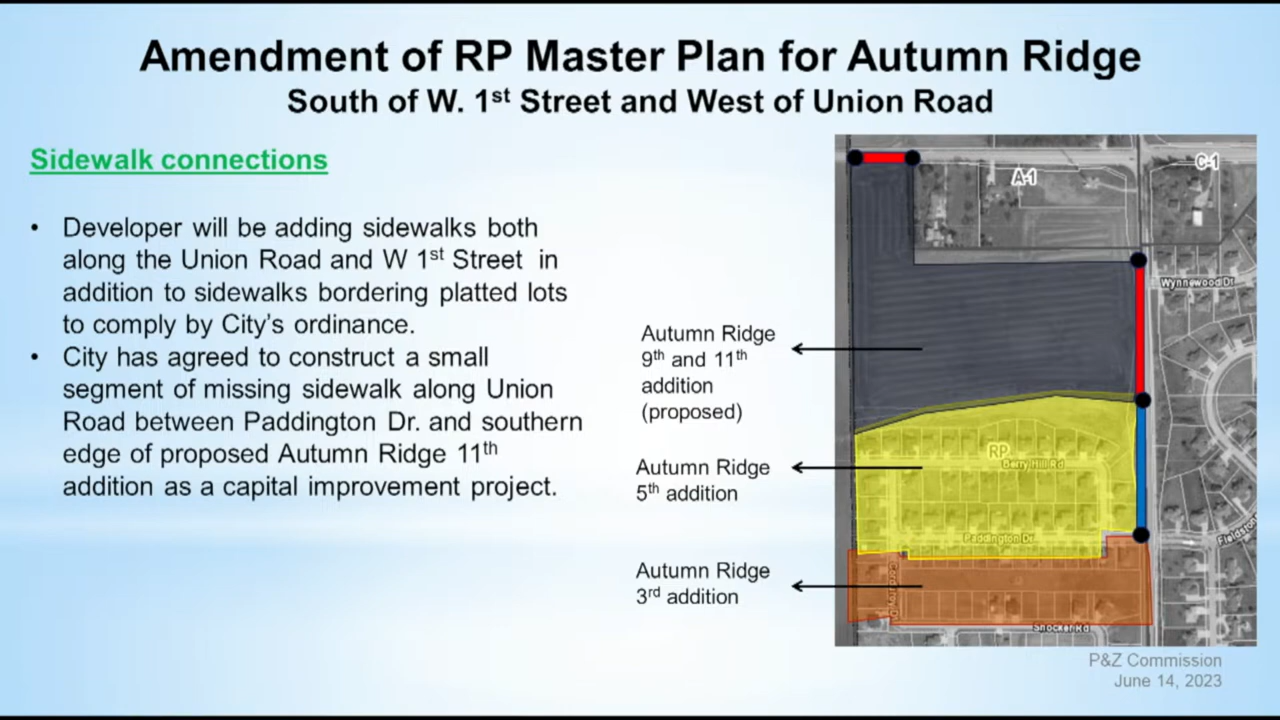 Amendment of RP Master Plan for Autumn Ridge
South of W. 1st Street and West of Union Road
Sidewalk connections
• Developer will be adding sidewalks both
along the Union Road and W 1st Street in
addition to sidewalks bordering platted lots
to comply by City's ordinance.
• City has agreed to construct a small
segment of missing sidewalk along Union
Road between Paddington Dr. and southern
edge of proposed Autumn Ridge 11th
addition as a capital improvement project.
Autumn Ridge
9th and 11th
addition
(proposed)
Autumn Ridge
5th addition
Autumn Ridge
3rd addition
A-1
C-1
Wynnewood Dr
RP
Berry Hill Rd
Paddington Dr
Shocker Rd
P&Z Commission
June 14, 2023